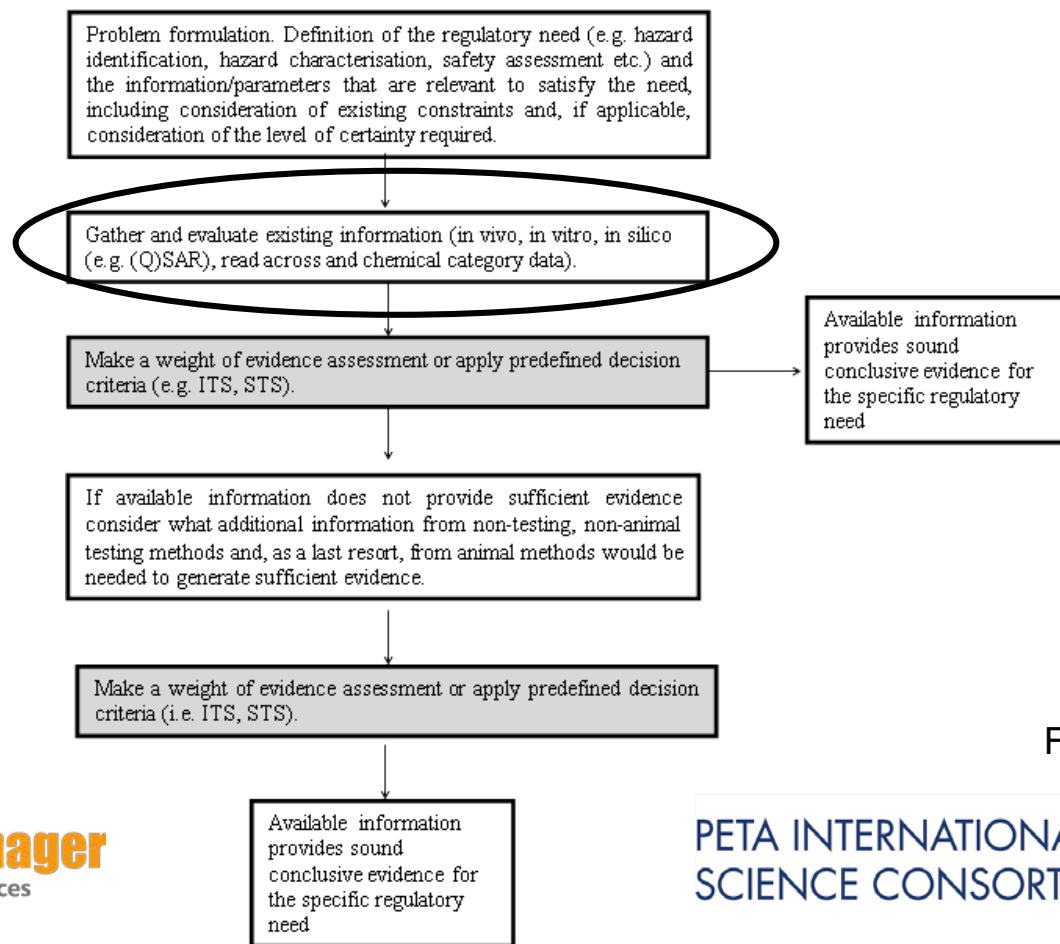 Problem formulation. Definition of the regulatory need (e.g. hazard
identification, hazard characterisation, safety assessment etc.) and
the information/parameters that are relevant to satisfy the need,
including consideration of existing constraints and, if applicable,
consideration of the level of certainty required.
Gather and evaluate existing information (in vivo, in vitro, in silico
(e.g. (Q)SAR), read across and chemical category data).
Make a weight of evidence assessment or apply predefined decision
criteria (e.g. ITS, STS).
Available information
provides sound
conclusive evidence for
the specific regulatory
need
If available information does not provide sufficient evidence
consider what additional information from non-testing, non-animal
testing methods and, as a last resort, from animal methods would be
needed to generate sufficient evidence.
Make a weight of evidence assessment or apply predefined decision
criteria (i.e. ITS, STS).
Available information
provides sound
conclusive evidence for
the specific regulatory
need
F
nager
ces
PETA INTERNATIONA
SCIENCE CONSORT